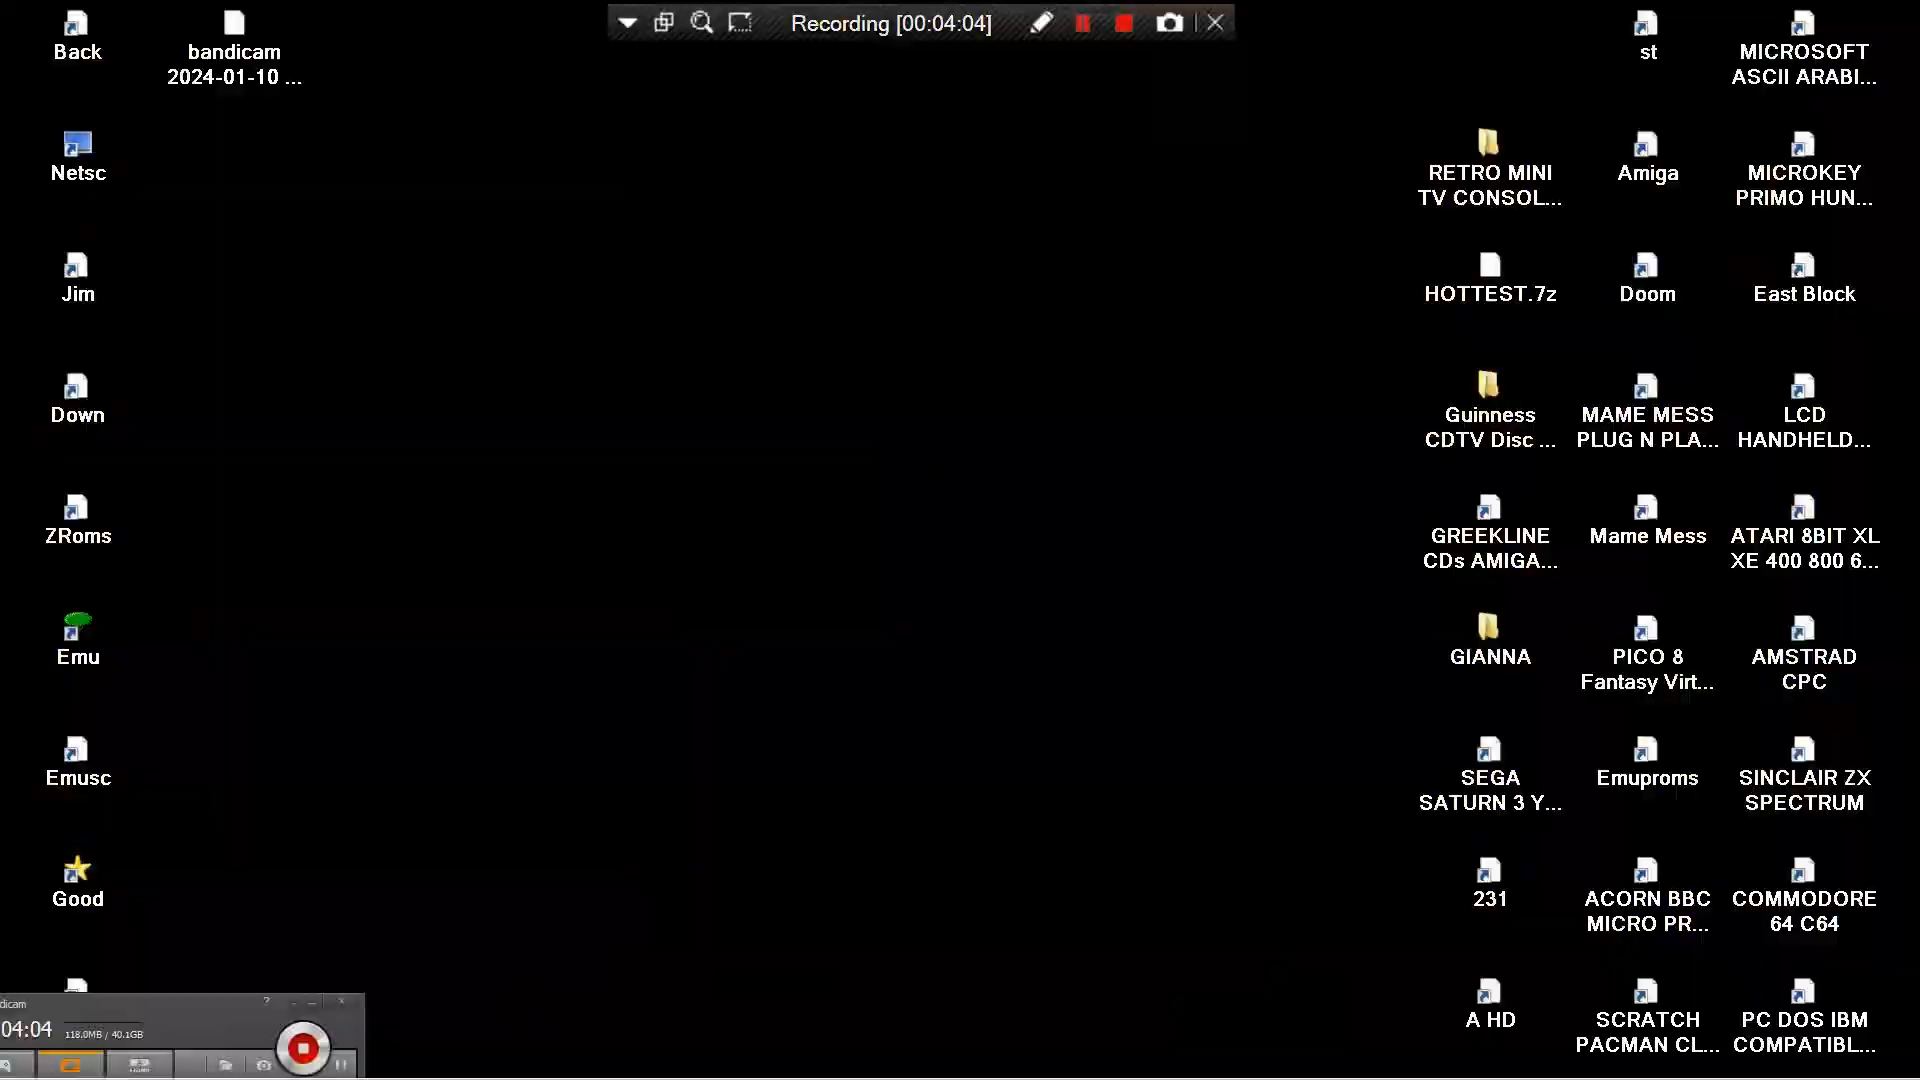 Recording [00:04:04]
Back
bandicam
2024-01-10 ...
st
MICROSOFT
ASCII ARABI...
Netsc
RETRO MINI
TV CONSOL...
Amiga
MICROKEY
PRIMO HUN...
Jim
HOTTEST.7z
Doom
East Block
Down
Guinness
CDTV Disc ...
MAME MESS
PLUG N PLA...
LCD
HANDHELD...
ZRoms
GREEKLINE
CDs AMIGA...
Mame Mess
ATARI 8BIT XL
XE 400 800 6...
Emu
GIANNA
PICO 8
Fantasy Virt...
AMSTRAD
CPC
Emusc
SEGA
SATURN 3 Y...
Emuproms
SINCLAIR ZX
SPECTRUM
Good
231
ACORN BBC
MICRO PR...
COMMODORE
64 C64
A HD
SCRATCH
PACMAN CL...
PC DOS IBM
COMPATIBL...
dicam
04:04
118.0MB / 40.1GB